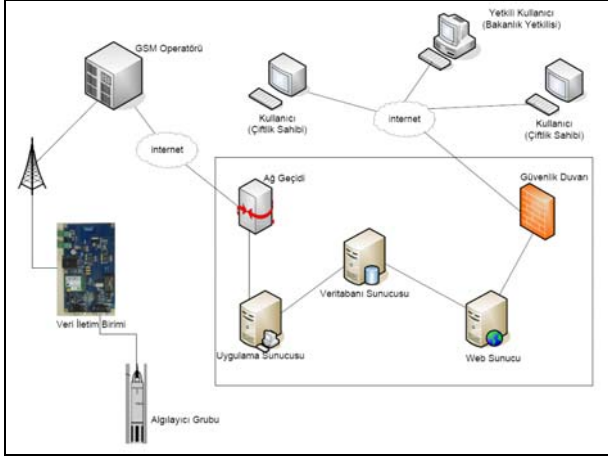 GSM Operatörü
Yetkili Kullanıcı
(Bakanlık Yetkilisi)
Kullanıcı
(Çiftlik Sahibi)
Kullanıcı
(Çiftlik Sahibi)
internet
internet
Ağ Geçidi
Güvenlik Duvarı
Veritabanı Sunucusu
Veri İletim Birimi
Uygulama Sunucusu
Web Sunucu
Algılayıcı Grubu